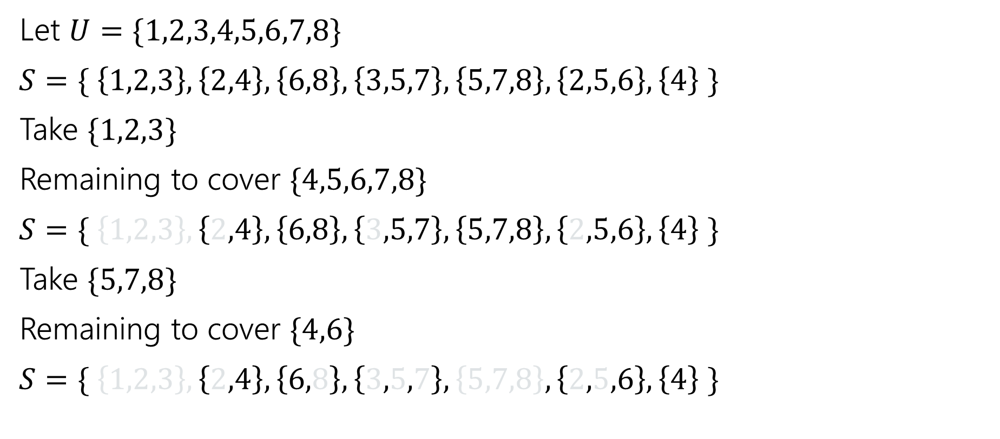 Let U = {1,2,3,4,5,6,7,8}
S = { {1,2,3}, {2,4}, {6,8}, {3,5,7}, {5,7,8}, {2,5,6}, {4} }
Take {1,2,3}
Remaining to cover {4,5,6,7,8}
S = { {1,2,3}, {2,4}, {6,8}, {3,5,7}, {5,7,8}, {2,5,6}, {4} }
Take {5,7,8}
Remaining to cover {4,6}
S = { {1,2,3}, {2,4}, {6,8}, {3,5,7}, {5,7,8}, {2,5,6}, {4} }